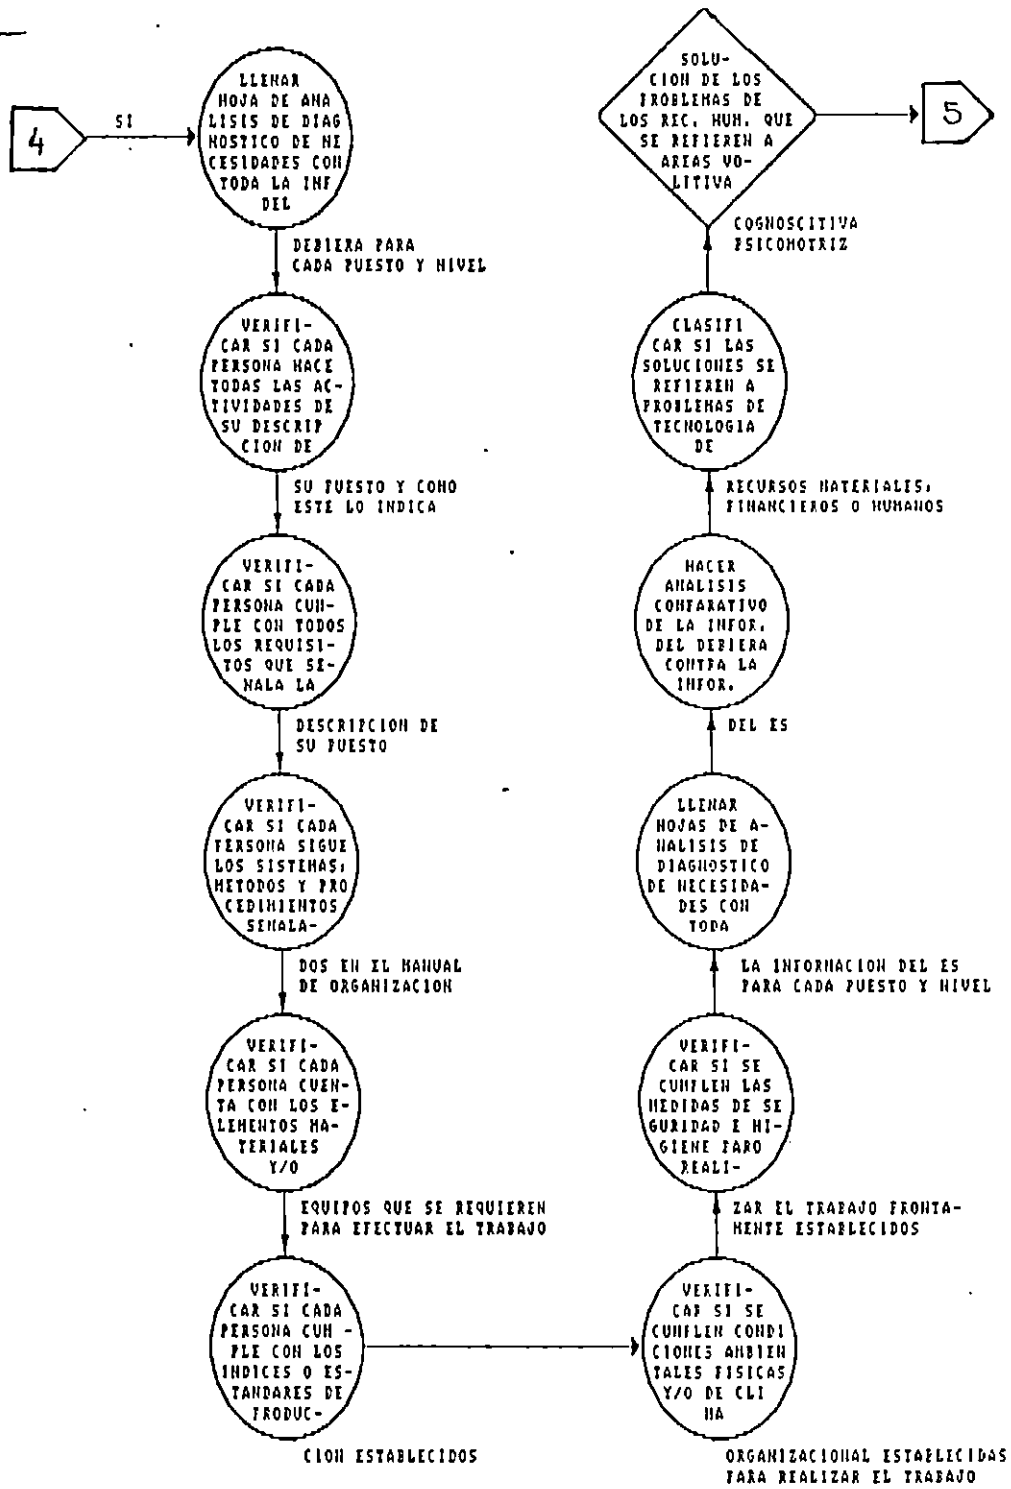 4
SI
LLENAR
HOJA DE ANA
LISIS DE DIAG
NOSTICO DE NE
CESIDADES CON
TODA LA INF
DEL
DEBIERA PARA
CADA PUESTO Y NIVEL
VERIFI-
CAR SI CADA
PERSONA HACE
TODAS LAS AC-
TIVIDADES DE
SU DESCRIP
CION DE
SU PUESTO Y COMO
ESTE LO INDICA
VERIFI-
CAR SI CADA
PERSONA CUM-
PLE CON TODOS
LOS REQUISI-
TOS QUE SE-
NALA LA
DESCRIPCION DE
SU PUESTO
VERIFI-
CAR SI CADA
PERSONA SIGUE
LOS SISTEMAS,
METODOS Y PRO
CEDIMIENTOS
SENALA-
DOS EN EL MANUAL
DE ORGANIZACION
VERIFI-
CAR SI CADA
PERSONA CUEN-
TA CON LOS E-
LEMENTOS MA-
TERIALES
Y/O
EQUIPOS QUE SE REQUIEREN
PARA EFECTUAR EL TRABAJO
VERIFI-
CAR SI CADA
PERSONA CUM -
PLE CON LOS
INDICES O ES-
TANDARES DE
PRODUC-
CION ESTABLECIDOS
VERIFI-
CAR SI SE
CUMPLEN CONDI
CIONES AMBIEN
TALES FISICAS
Y/O DE CLI
MA
ORGANIZACIONAL ESTABLECIDAS
PARA REALIZAR EL TRABAJO
VERIFI-
CAR SI SE
CUMPLEN LAS
MEDIDAS DE SE
GURIDAD E HI-
GIENE PARO
REALI-
ZAR EL TRABAJO PRONTA-
MENTE ESTABLECIDOS
LLENAR
HOJAS DE A-
NALISIS DE
DIAGNOSTICO
DE NECESIDA-
DES CON
TODA
LA INFORMACION DEL ES
PARA CADA PUESTO Y NIVEL
HACER
ANALISIS
COMPARATIVO
DE LA INFOR.
DEL DEBIERA
CONTRA LA
INFOR.
DEL ES
CLASIFI
CAR SI LAS
SOLUCIONES SE
REFIEREN A
PROBLEMAS DE
TECNOLOGIA
DE
RECURSOS MATERIALES,
FINANCIEROS O HUMANOS
SOLU-
CION DE LOS
PROBLEMAS DE
LOS REC. HUM. QUE
SE REFIEREN A
AREAS VO-
LITIVA
COGNOSCITIVA
PSICOMOTRIZ
5